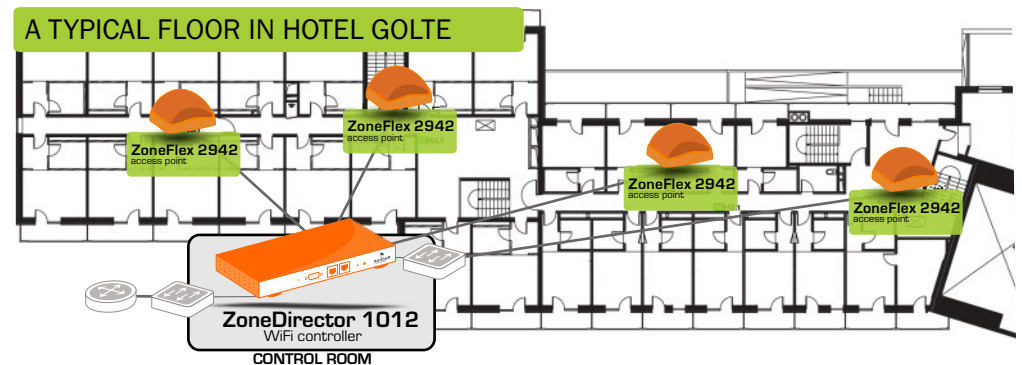 A TYPICAL FLOOR IN HOTEL GOLTE
ZoneFlex 2942
access point
ZoneFlex 2942
access point
ZoneFlex 2942
access point
ZoneFlex 2942
access point
ZoneDirector 1012
WiFi controller
CONTROL ROOM